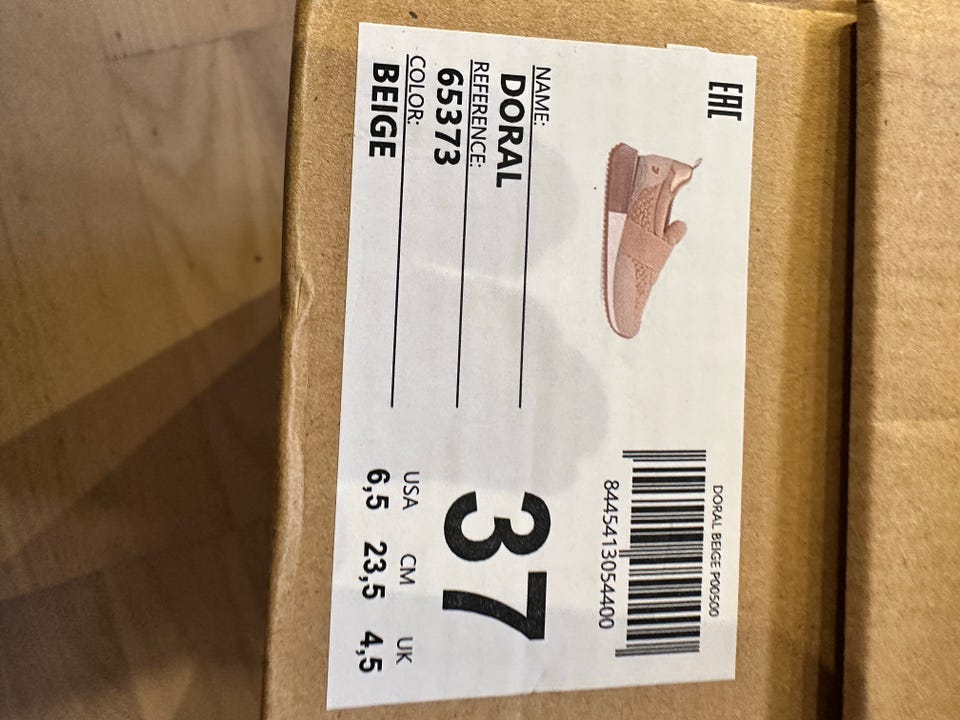 EAC
DORAL BEIGE P00500
8445413054400
NAME:
DORAL
REFERENCE:
65373
COLOR:
BEIGE
37
USA CM UK
6,5 23,5 4,5